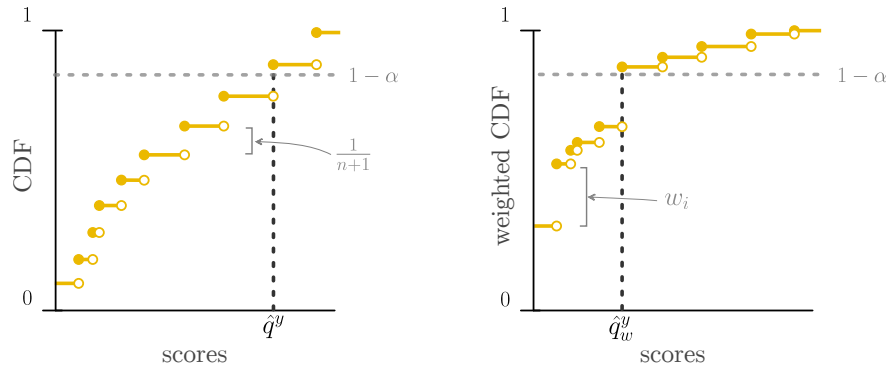 1
CDF
1 − α
1/(n+1)
0
q̂^y
scores
1
weighted CDF
1 − α
w_i
0
q̂_w^y
scores